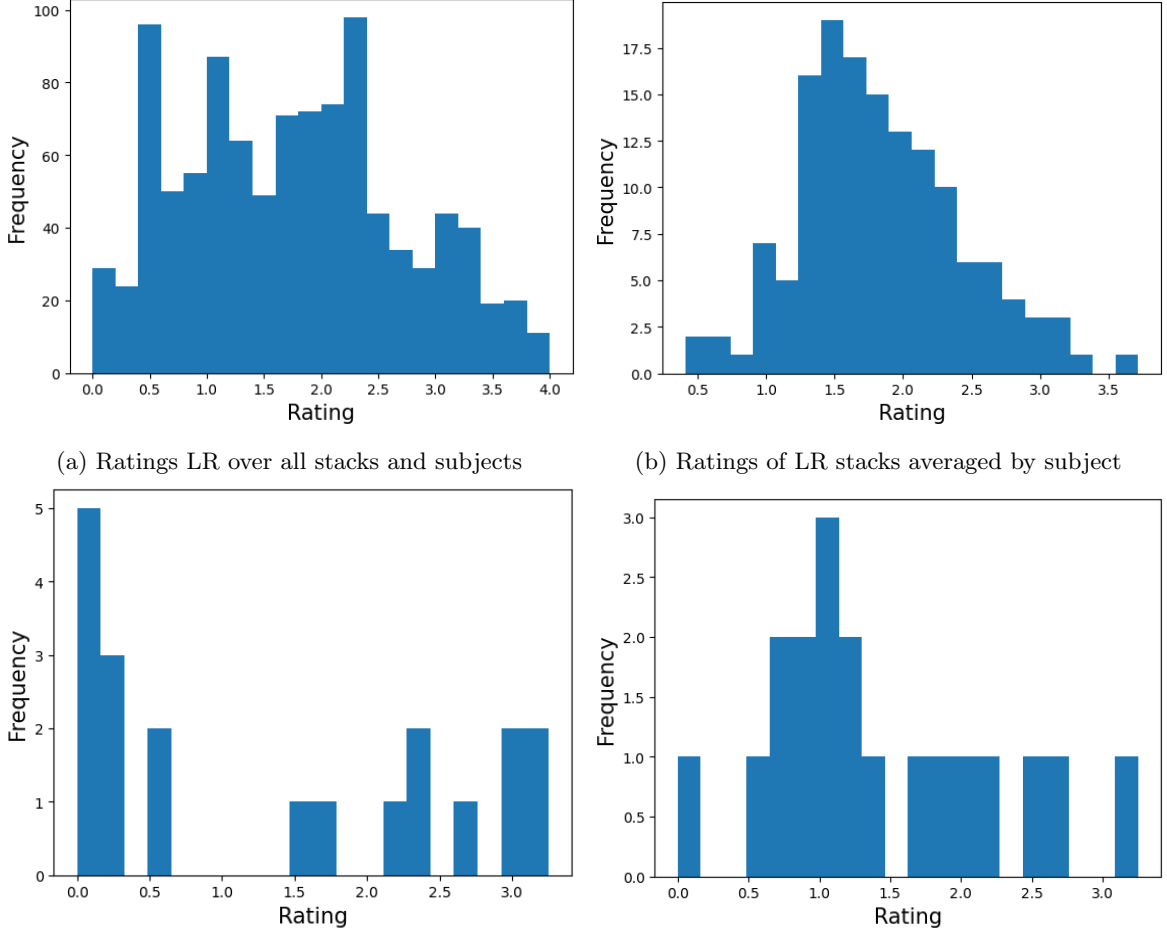 100
80
60
40
20
0
Frequency
0.0 0.5 1.0 1.5 2.0 2.5 3.0 3.5 4.0
Rating
(a) Ratings LR over all stacks and subjects
17.5
15.0
12.5
10.0
7.5
5.0
2.5
0.0
Frequency
0.5 1.0 1.5 2.0 2.5 3.0 3.5
Rating
(b) Ratings of LR stacks averaged by subject
5
4
3
2
1
0
Frequency
0.0 0.5 1.0 1.5 2.0 2.5 3.0
Rating
3.0
2.5
2.0
1.5
1.0
0.5
0.0
Frequency
0.0 0.5 1.0 1.5 2.0 2.5 3.0
Rating